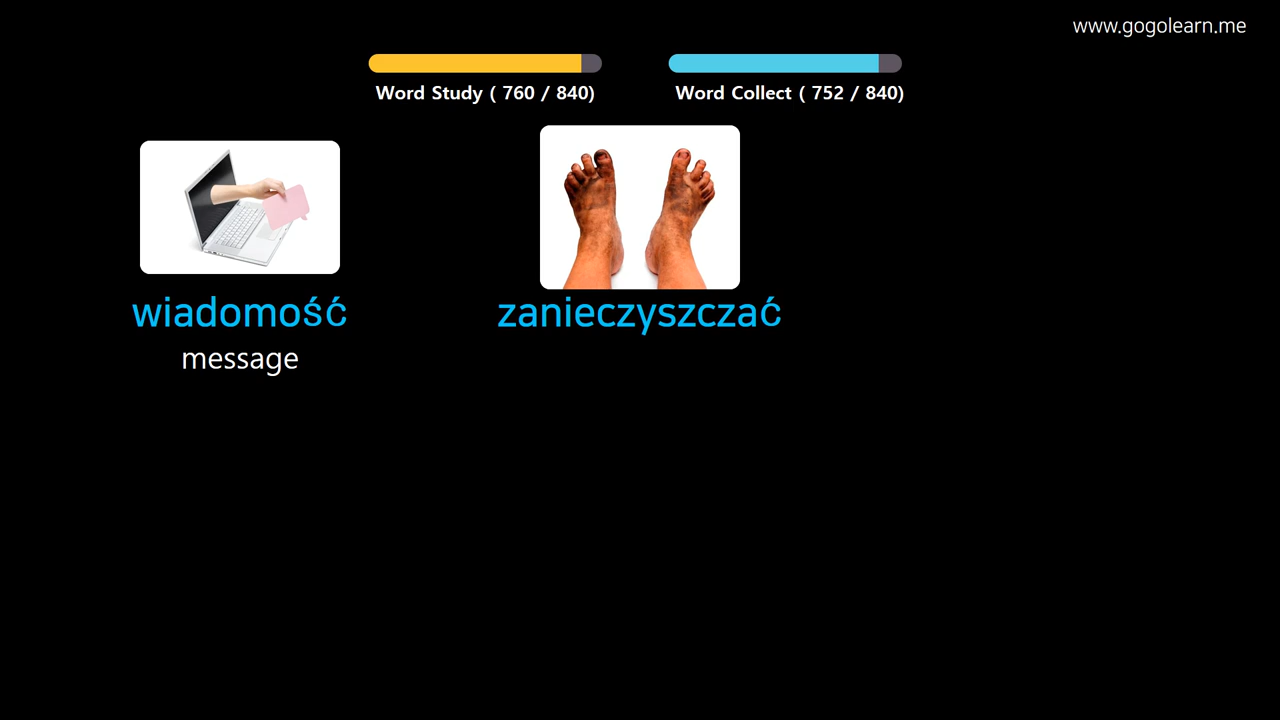 www.gogolearn.me
Word Study ( 760 / 840)
Word Collect ( 752 / 840)
wiadomość
message
zanieczyszczać